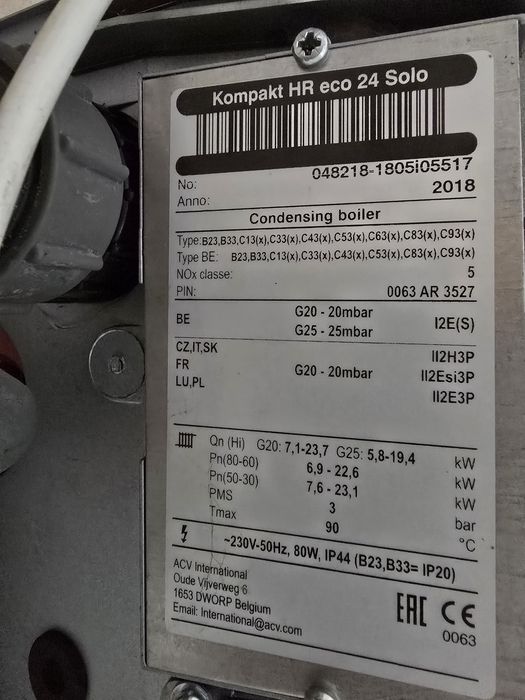 Kompakt HR eco 24 Solo
No: 048218-1805i05517
Anno: 2018
Condensing boiler
Type: B23,B33,C13(x),C33(x),C43(x),C53(x),C63(x),C83(x),C93(x)
Type BE: B23,B33,C13(x),C33(x),C43(x),C53(x),C83(x),C93(x)
NOx classe: 5
PIN: 0063 AR 3527
BE G20 - 20mbar I2E(S)
G25 - 25mbar
CZ,IT,SK II2H3P
FR G20 - 20mbar II2Esi3P
LU,PL II2E3P
Qn (Hi) G20: 7,1-23,7 G25: 5,8-19,4 kW
Pn(80-60) 6,9 - 22,6 kW
Pn(50-30) 7,6 - 23,1 kW
PMS 3 bar
Tmax 90 °C
~230V-50Hz, 80W, IP44 (B23,B33= IP20)
ACV International
Oude Vijverweg 6
1653 DWORP Belgium
Email: International@acv.com
EAC CE
0063